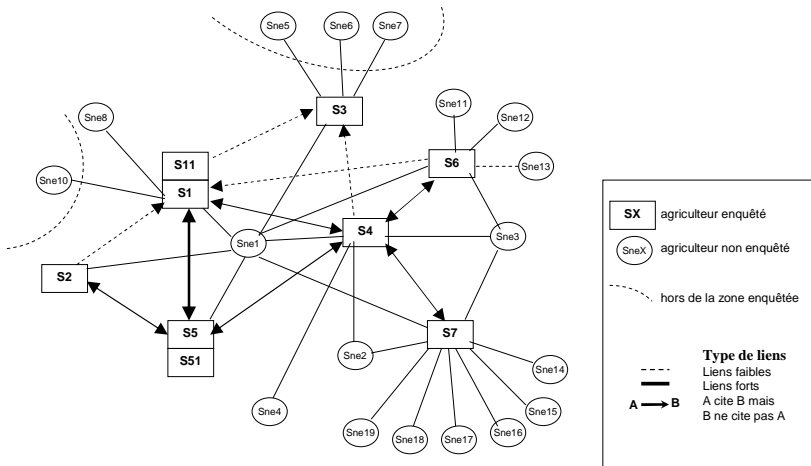 Sne5
Sne6
Sne7
Sne8
S3
Sne11
Sne12
S11
S6
Sne13
Sne10
S1
Sne1
S4
Sne3
S2
S5
S7
S51
Sne2
Sne14
Sne4
Sne15
Sne19
Sne18
Sne17
Sne16
SX agriculteur enquêté
SneX agriculteur non enquêté
hors de la zone enquêtée
Type de liens
Liens faibles
Liens forts
A B A cite B mais
B ne cite pas A